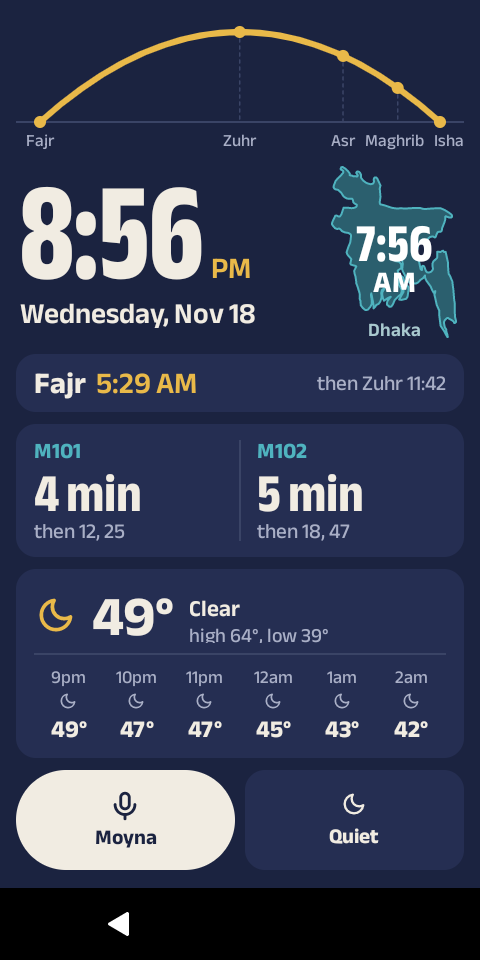 Fajr Zuhr Asr Maghrib Isha
8:56 PM
Wednesday, Nov 18
7:56
AM
Dhaka
Fajr 5:29 AM then Zuhr 11:42
M101
4 min
then 12, 25
M102
5 min
then 18, 47
49°
Clear
high 64°, low 39°
9pm 10pm 11pm 12am 1am 2am
49° 47° 47° 45° 43° 42°
Moyna
Quiet